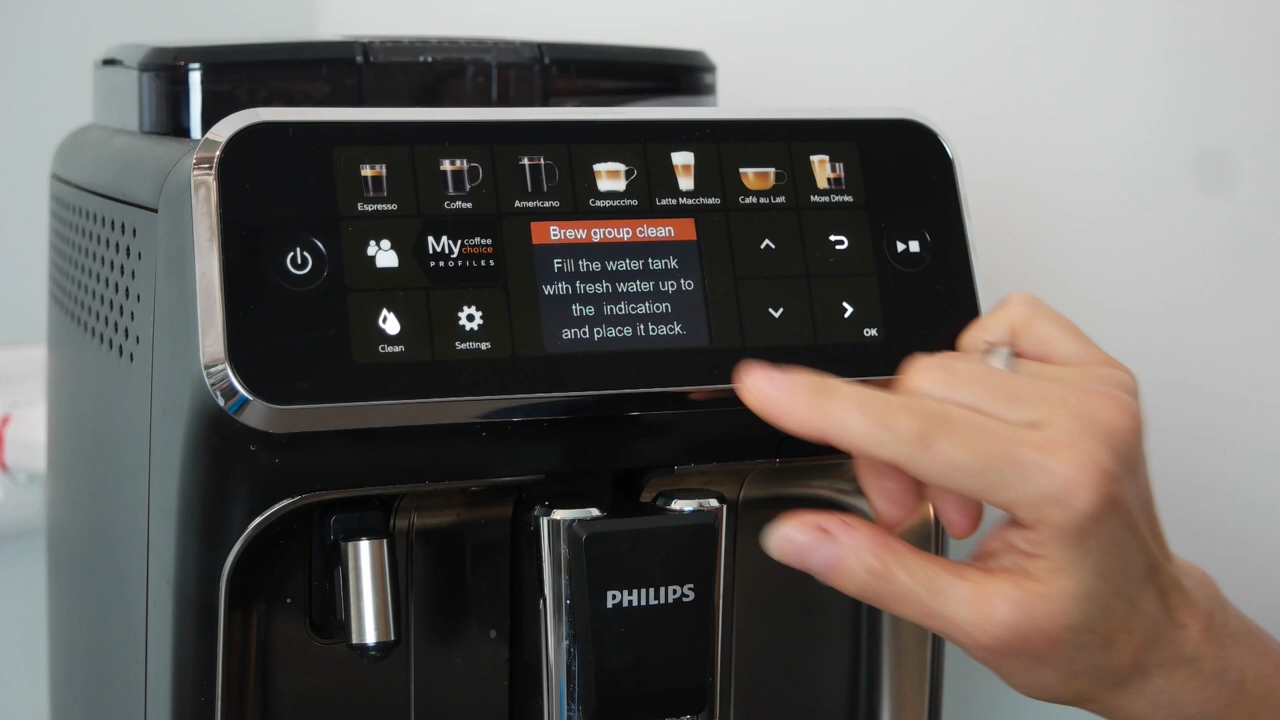 Espresso
Coffee
Americano
Cappuccino
Latte Macchiato
Café au Lait
More Drinks
My coffee choice
PROFILES
Brew group clean
Fill the water tank
with fresh water up to
the indication
and place it back.
Clean
Settings
OK
PHILIPS